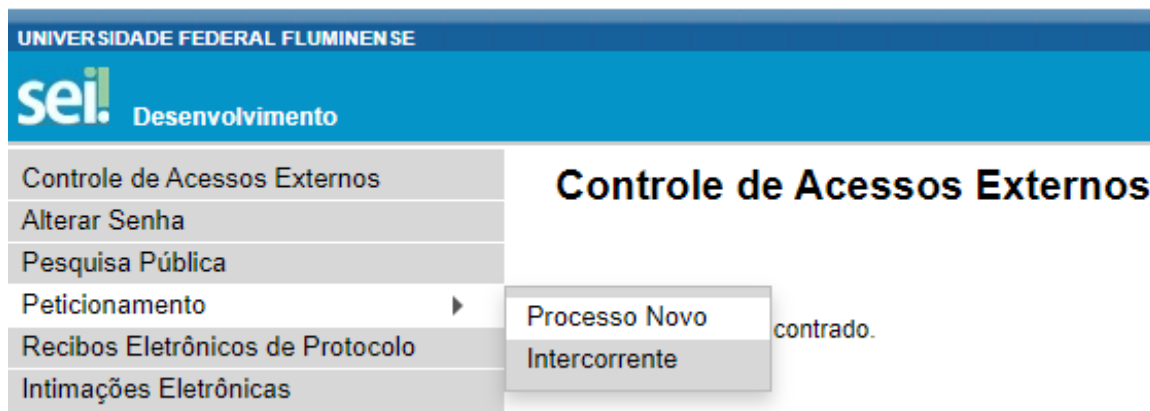 UNIVERSIDADE FEDERAL FLUMINENSE
sei! Desenvolvimento
Controle de Acessos Externos
Alterar Senha
Pesquisa Pública
Peticionamento
Recibos Eletrônicos de Protocolo
Intimações Eletrônicas
Processo Novo
Intercorrente
Controle de Acessos Externos
contrado.